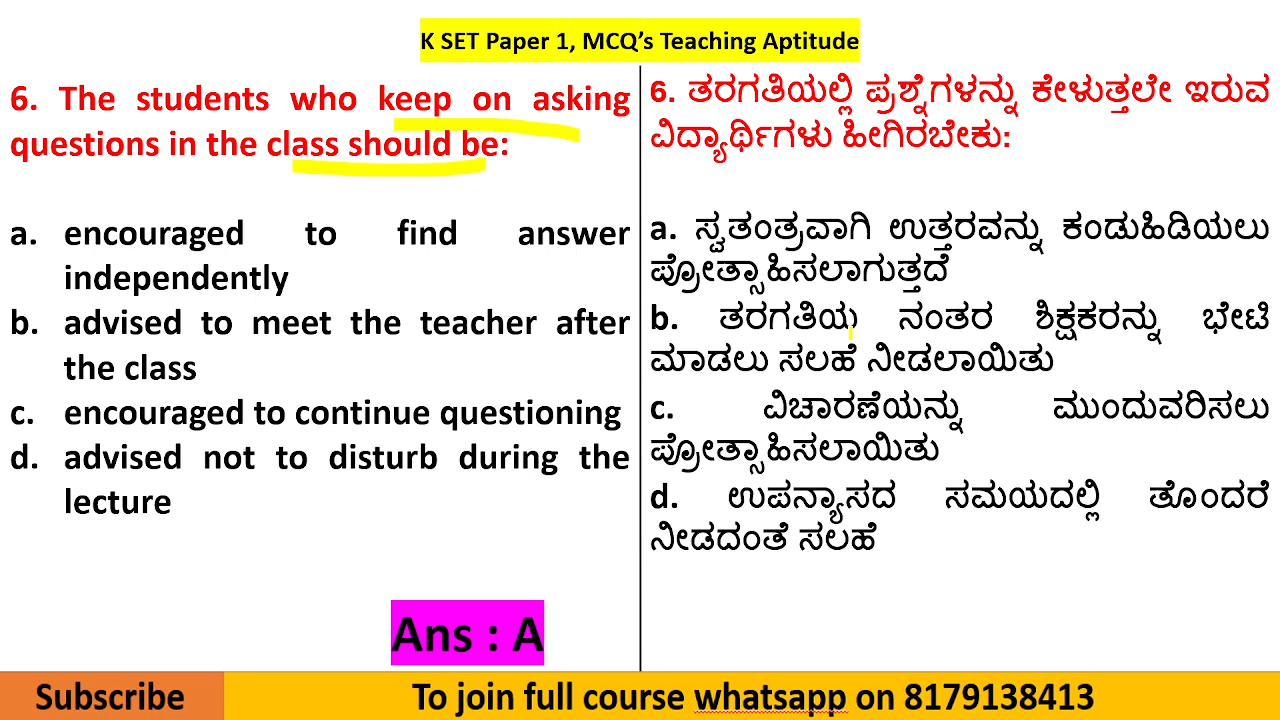 K SET Paper 1, MCQ's Teaching Aptitude
6. The students who keep on asking
questions in the class should be:
a. encouraged to find answer
independently
b. advised to meet the teacher after
the class
c. encouraged to continue questioning
d. advised not to disturb during the
lecture
6. ತರಗತಿಯಲ್ಲಿ ಪ್ರಶ್ನೆಗಳನ್ನು ಕೇಳುತ್ತಲೇ ಇರುವ
ವಿದ್ಯಾರ್ಥಿಗಳು ಹೀಗಿರಬೇಕು:
a. ಸ್ವತಂತ್ರವಾಗಿ ಉತ್ತರವನ್ನು ಕಂಡುಹಿಡಿಯಲು
ಪ್ರೋತ್ಸಾಹಿಸಲಾಗುತ್ತದೆ
b. ತರಗತಿಯ ನಂತರ ಶಿಕ್ಷಕರನ್ನು ಭೇಟಿ
ಮಾಡಲು ಸಲಹೆ ನೀಡಲಾಯಿತು
c. ವಿಚಾರಣೆಯನ್ನು ಮುಂದುವರಿಸಲು
ಪ್ರೋತ್ಸಾಹಿಸಲಾಯಿತು
d. ಉಪನ್ಯಾಸದ ಸಮಯದಲ್ಲಿ ತೊಂದರೆ
ನೀಡದಂತೆ ಸಲಹೆ
Ans : A
Subscribe
To join full course whatsapp on 8179138413